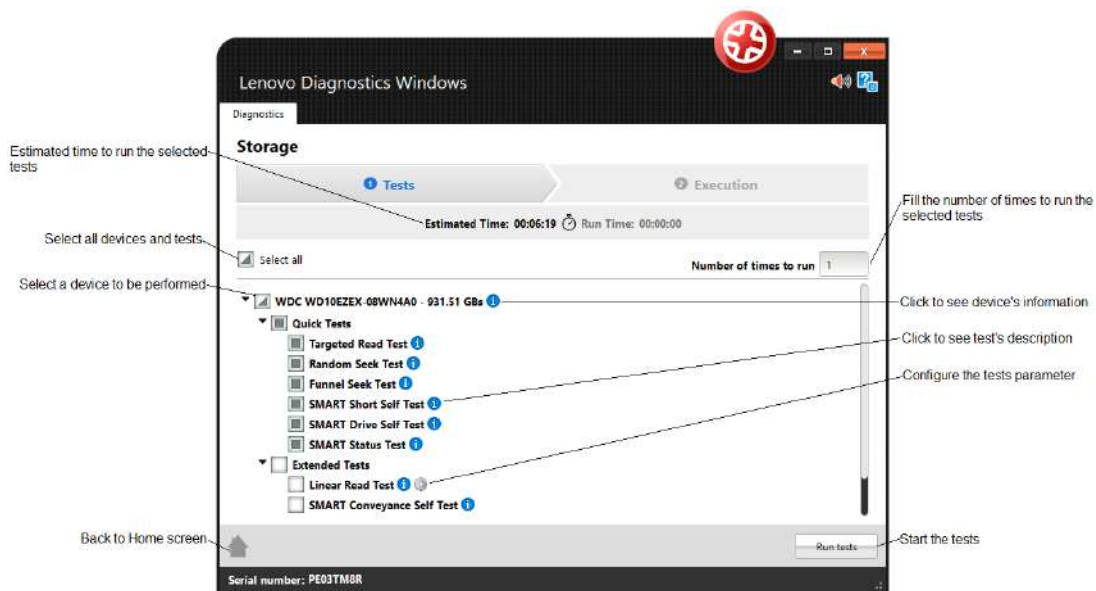 Lenovo Diagnostics Windows
Diagnostics
Storage
Estimated time to run the selected
tests
1 Tests
2 Execution
Fill the number of times to run the
selected tests
Estimated Time: 00:06:19 Run Time: 00:00:00
Select all devices and tests
Select all
Number of times to run 1
Select a device to be performed
WDC WD10EZEX-08WN4A0 - 931.51 GBs i
Click to see device's information
Quick Tests
Targeted Read Test i
Click to see test's description
Random Seek Test i
Funnel Seek Test i
Configure the tests parameter
SMART Short Self Test i
SMART Drive Self Test i
SMART Status Test i
Extended Tests
Linear Read Test i
SMART Conveyance Self Test i
Back to Home screen
Run tests
Start the tests
Serial number: PE03TM8R